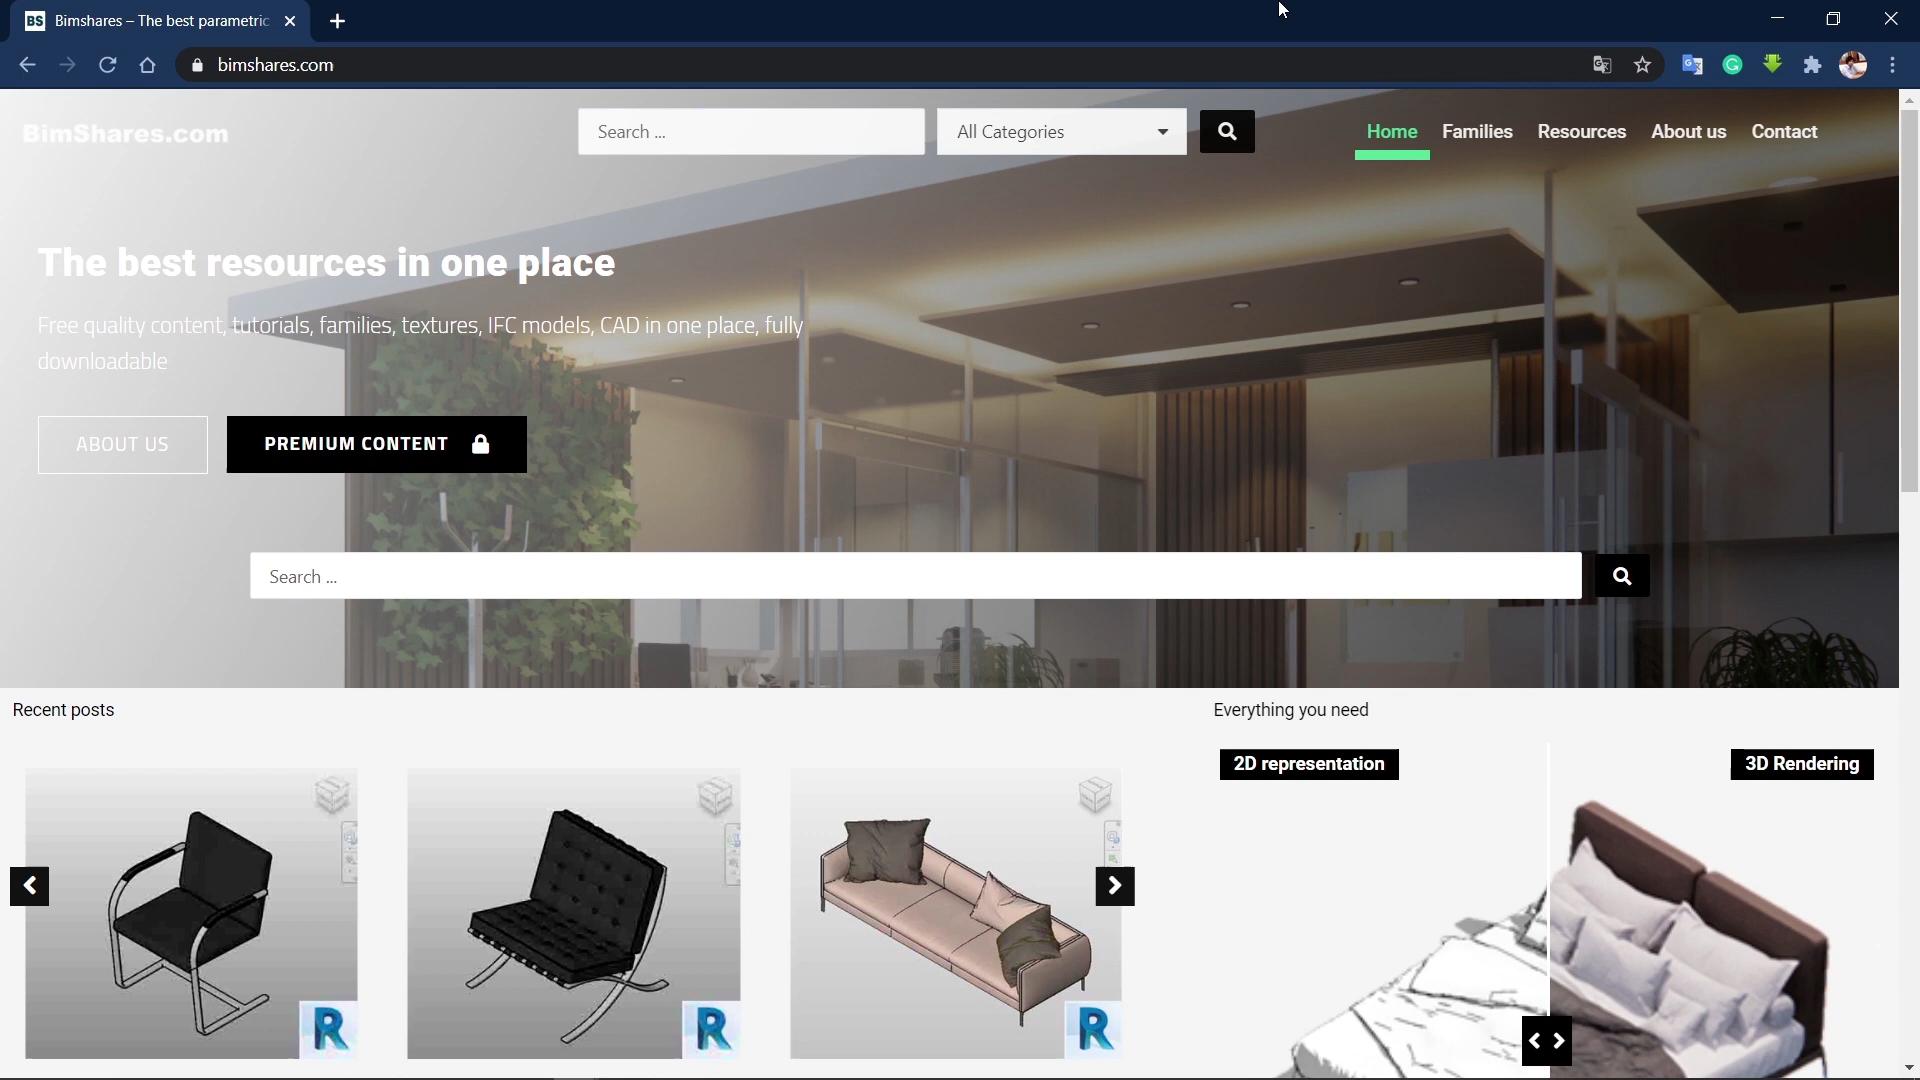 BS Bimshares – The best parametric
bimshares.com
BimShares.com
Search ...
All Categories
Home
Families
Resources
About us
Contact
The best resources in one place
Free quality content, tutorials, families, textures, IFC models, CAD in one place, fully
downloadable
ABOUT US
PREMIUM CONTENT
Search ...
Recent posts
Everything you need
2D representation
3D Rendering
R
R
R